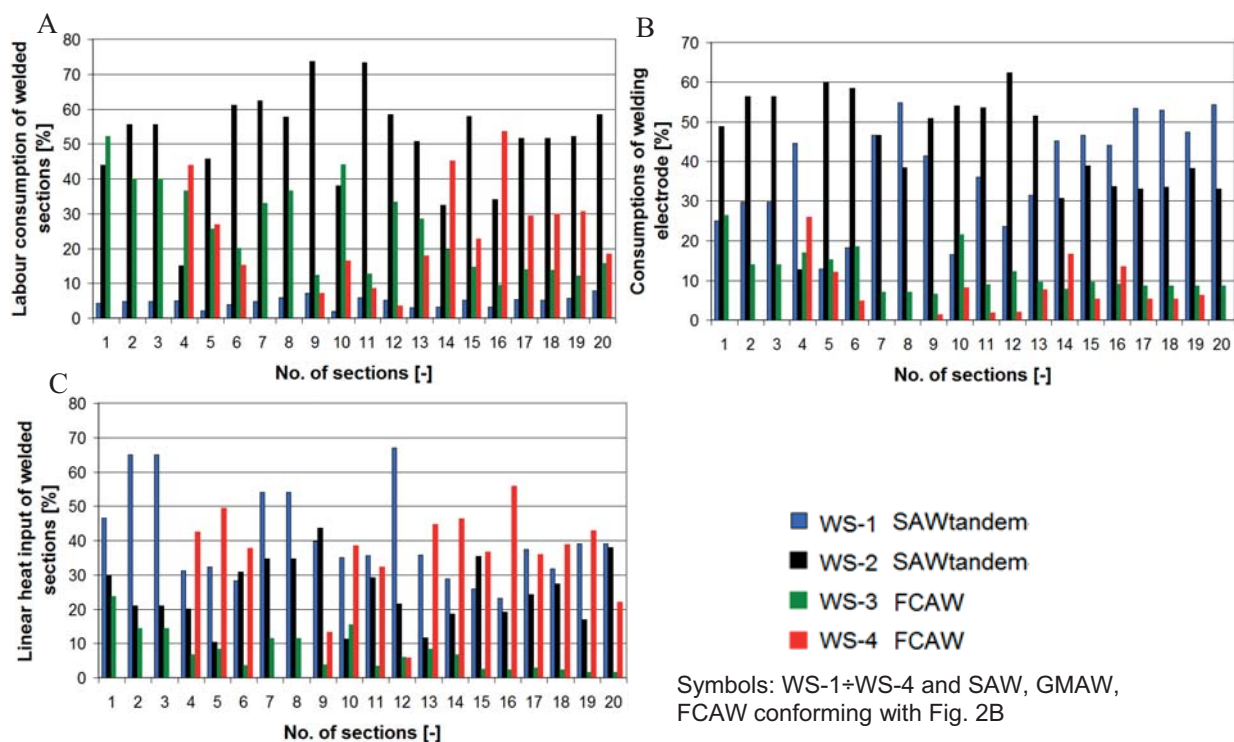 A
Labour consumption of welded
sections [%]
80
70
60
50
40
30
20
10
0
1 2 3 4 5 6 7 8 9 10 11 12 13 14 15 16 17 18 19 20
No. of sections [-]
B
Consumptions of welding
electrode [%]
70
60
50
40
30
20
10
0
1 2 3 4 5 6 7 8 9 10 11 12 13 14 15 16 17 18 19 20
No. of sections [-]
C
Linear heat input of welded
sections [%]
80
70
60
50
40
30
20
10
0
1 2 3 4 5 6 7 8 9 10 11 12 13 14 15 16 17 18 19 20
No. of sections [-]
WS-1 SAWtandem
WS-2 SAWtandem
WS-3 FCAW
WS-4 FCAW
Symbols: WS-1÷WS-4 and SAW, GMAW,
FCAW conforming with Fig. 2B